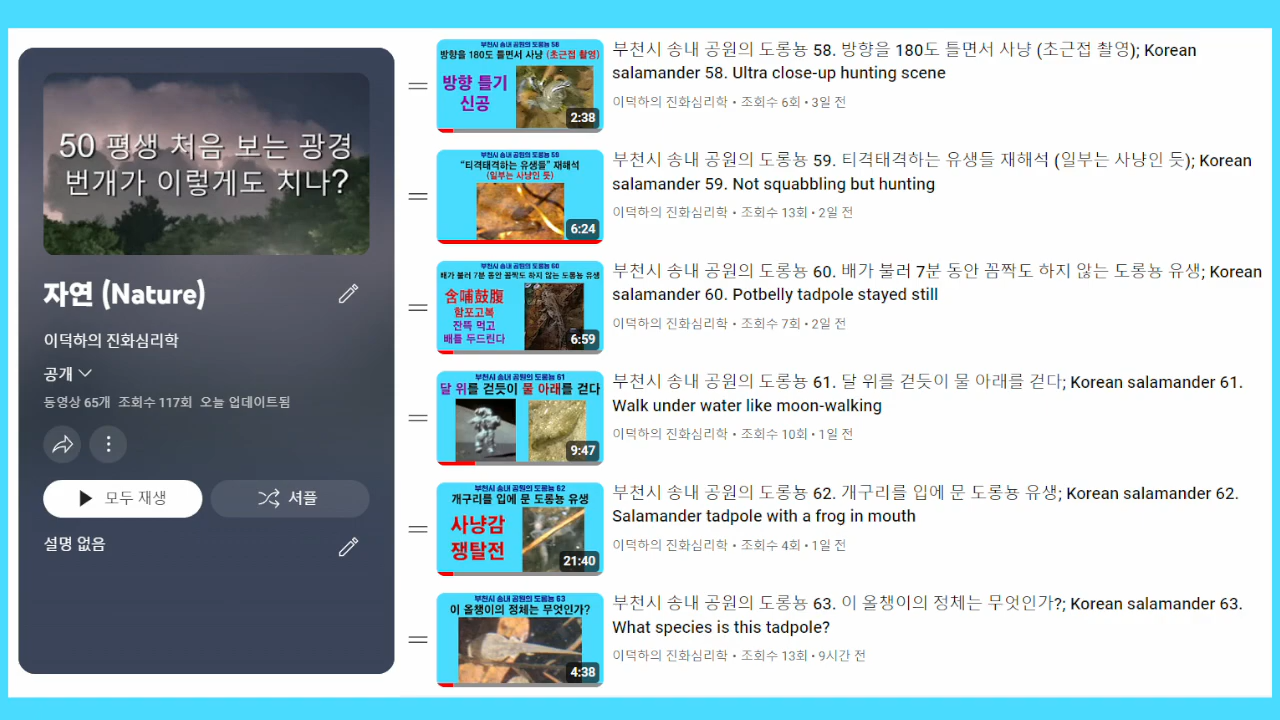 50 평생 처음 보는 광경
번개가 이렇게도 치나?
자연 (Nature)
이덕하의 진화심리학
공개
동영상 65개 조회수 117회 오늘 업데이트됨
모두 재생
셔플
설명 없음
부천시 송내 공원의 도롱뇽 58
방향을 180도 틀면서 사냥 (초근접 촬영)
방향 틀기
신공
2:38
부천시 송내 공원의 도롱뇽 58. 방향을 180도 틀면서 사냥 (초근접 촬영); Korean
salamander 58. Ultra close-up hunting scene
이덕하의 진화심리학 • 조회수 6회 • 3일 전
부천시 송내 공원의 도롱뇽 59
"티격태격하는 유생들" 재해석
(일부는 사냥인 듯)
6:24
부천시 송내 공원의 도롱뇽 59. 티격태격하는 유생들 재해석 (일부는 사냥인 듯); Korean
salamander 59. Not squabbling but hunting
이덕하의 진화심리학 • 조회수 13회 • 2일 전
부천시 송내 공원의 도롱뇽 60
배가 불러 7분 동안 꼼짝도 하지 않는 도롱뇽 유생
含哺鼓腹
함포고복
잔뜩 먹고
배를 두드린다
6:59
부천시 송내 공원의 도롱뇽 60. 배가 불러 7분 동안 꼼짝도 하지 않는 도롱뇽 유생; Korean
salamander 60. Potbelly tadpole stayed still
이덕하의 진화심리학 • 조회수 7회 • 2일 전
부천시 송내 공원의 도롱뇽 61
달 위를 걷듯이 물 아래를 걷다
9:47
부천시 송내 공원의 도롱뇽 61. 달 위를 걷듯이 물 아래를 걷다; Korean salamander 61.
Walk under water like moon-walking
이덕하의 진화심리학 • 조회수 10회 • 1일 전
부천시 송내 공원의 도롱뇽 62
개구리를 입에 문 도롱뇽 유생
사냥감
쟁탈전
21:40
부천시 송내 공원의 도롱뇽 62. 개구리를 입에 문 도롱뇽 유생; Korean salamander 62.
Salamander tadpole with a frog in mouth
이덕하의 진화심리학 • 조회수 4회 • 1일 전
부천시 송내 공원의 도롱뇽 63
이 올챙이의 정체는 무엇인가?
4:38
부천시 송내 공원의 도롱뇽 63. 이 올챙이의 정체는 무엇인가?; Korean salamander 63.
What species is this tadpole?
이덕하의 진화심리학 • 조회수 13회 • 9시간 전